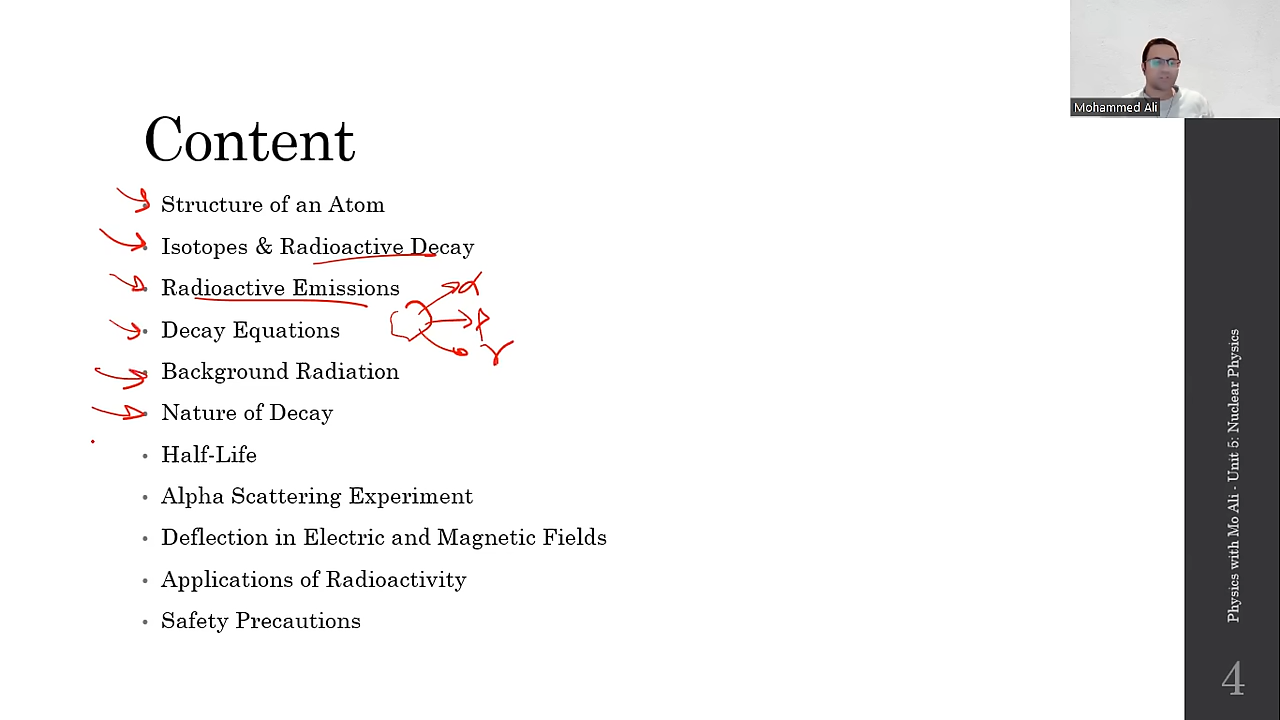 Mohammed Ali
Content
Structure of an Atom
Isotopes & Radioactive Decay
Radioactive Emissions
α
Decay Equations
β
γ
Background Radiation
Nature of Decay
Half-Life
Alpha Scattering Experiment
Deflection in Electric and Magnetic Fields
Applications of Radioactivity
Safety Precautions
Physics with Mo Ali - Unit 5: Nuclear Physics
4